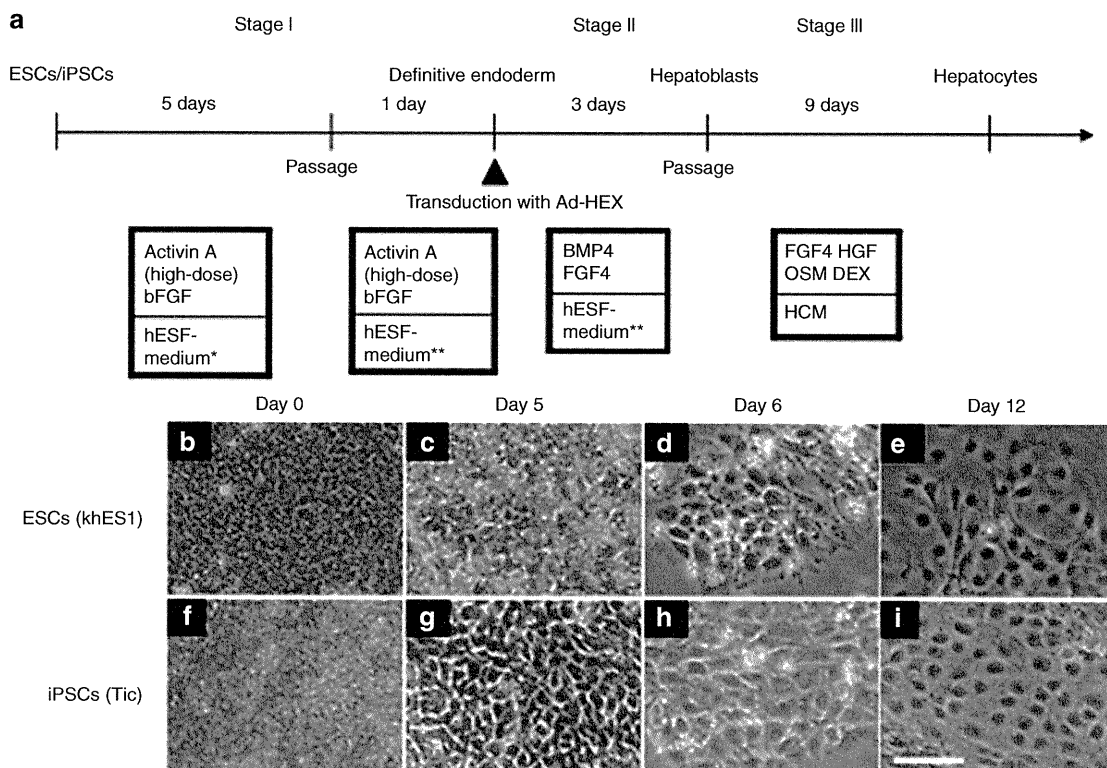 a
Stage I Stage II Stage III
ESCs/iPSCs Definitive endoderm Hepatoblasts Hepatocytes
5 days 1 day 3 days 9 days
Passage Passage
Transduction with Ad-HEX
Activin A
(high-dose)
bFGF
hESF-
medium*
Activin A
(high-dose)
bFGF
hESF-
medium**
BMP4
FGF4
hESF-
medium**
FGF4 HGF
OSM DEX
HCM
Day 0 Day 5 Day 6 Day 12
b c d e
ESCs (khES1)
f g h i
iPSCs (Tic)